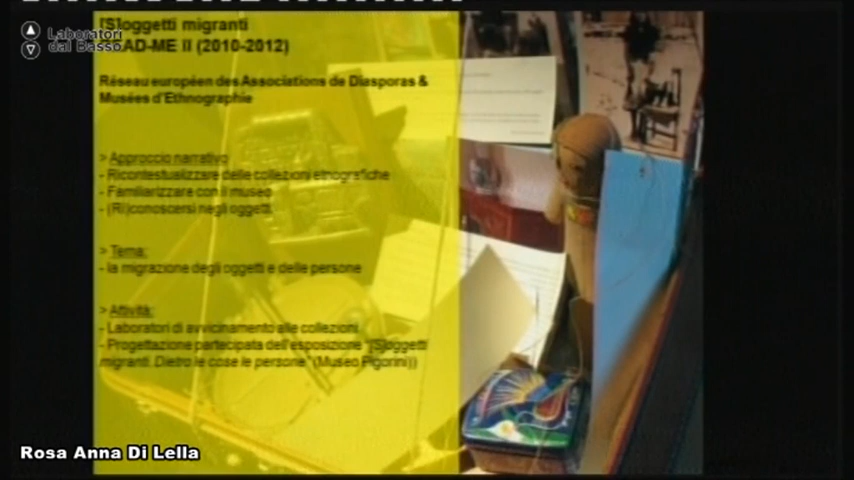 [S]oggetti migranti
READ-ME II (2010-2012)
Laboratori
dal Basso
Réseau européen des Associations de Diasporas &
Musées d'Ethnographie
> Approccio narrativo
- Ricontestualizzare delle collezioni etnografiche
- Familiarizzare con il museo
- (Ri)conoscersi negli oggetti
> Tema:
- la migrazione degli oggetti e delle persone
> Attività:
- Laboratori di avvicinamento alle collezioni
- Progettazione partecipata dell'esposizione "[S]oggetti
migranti. Dietro le cose le persone" (Museo Pigorini))
Rosa Anna Di Lella